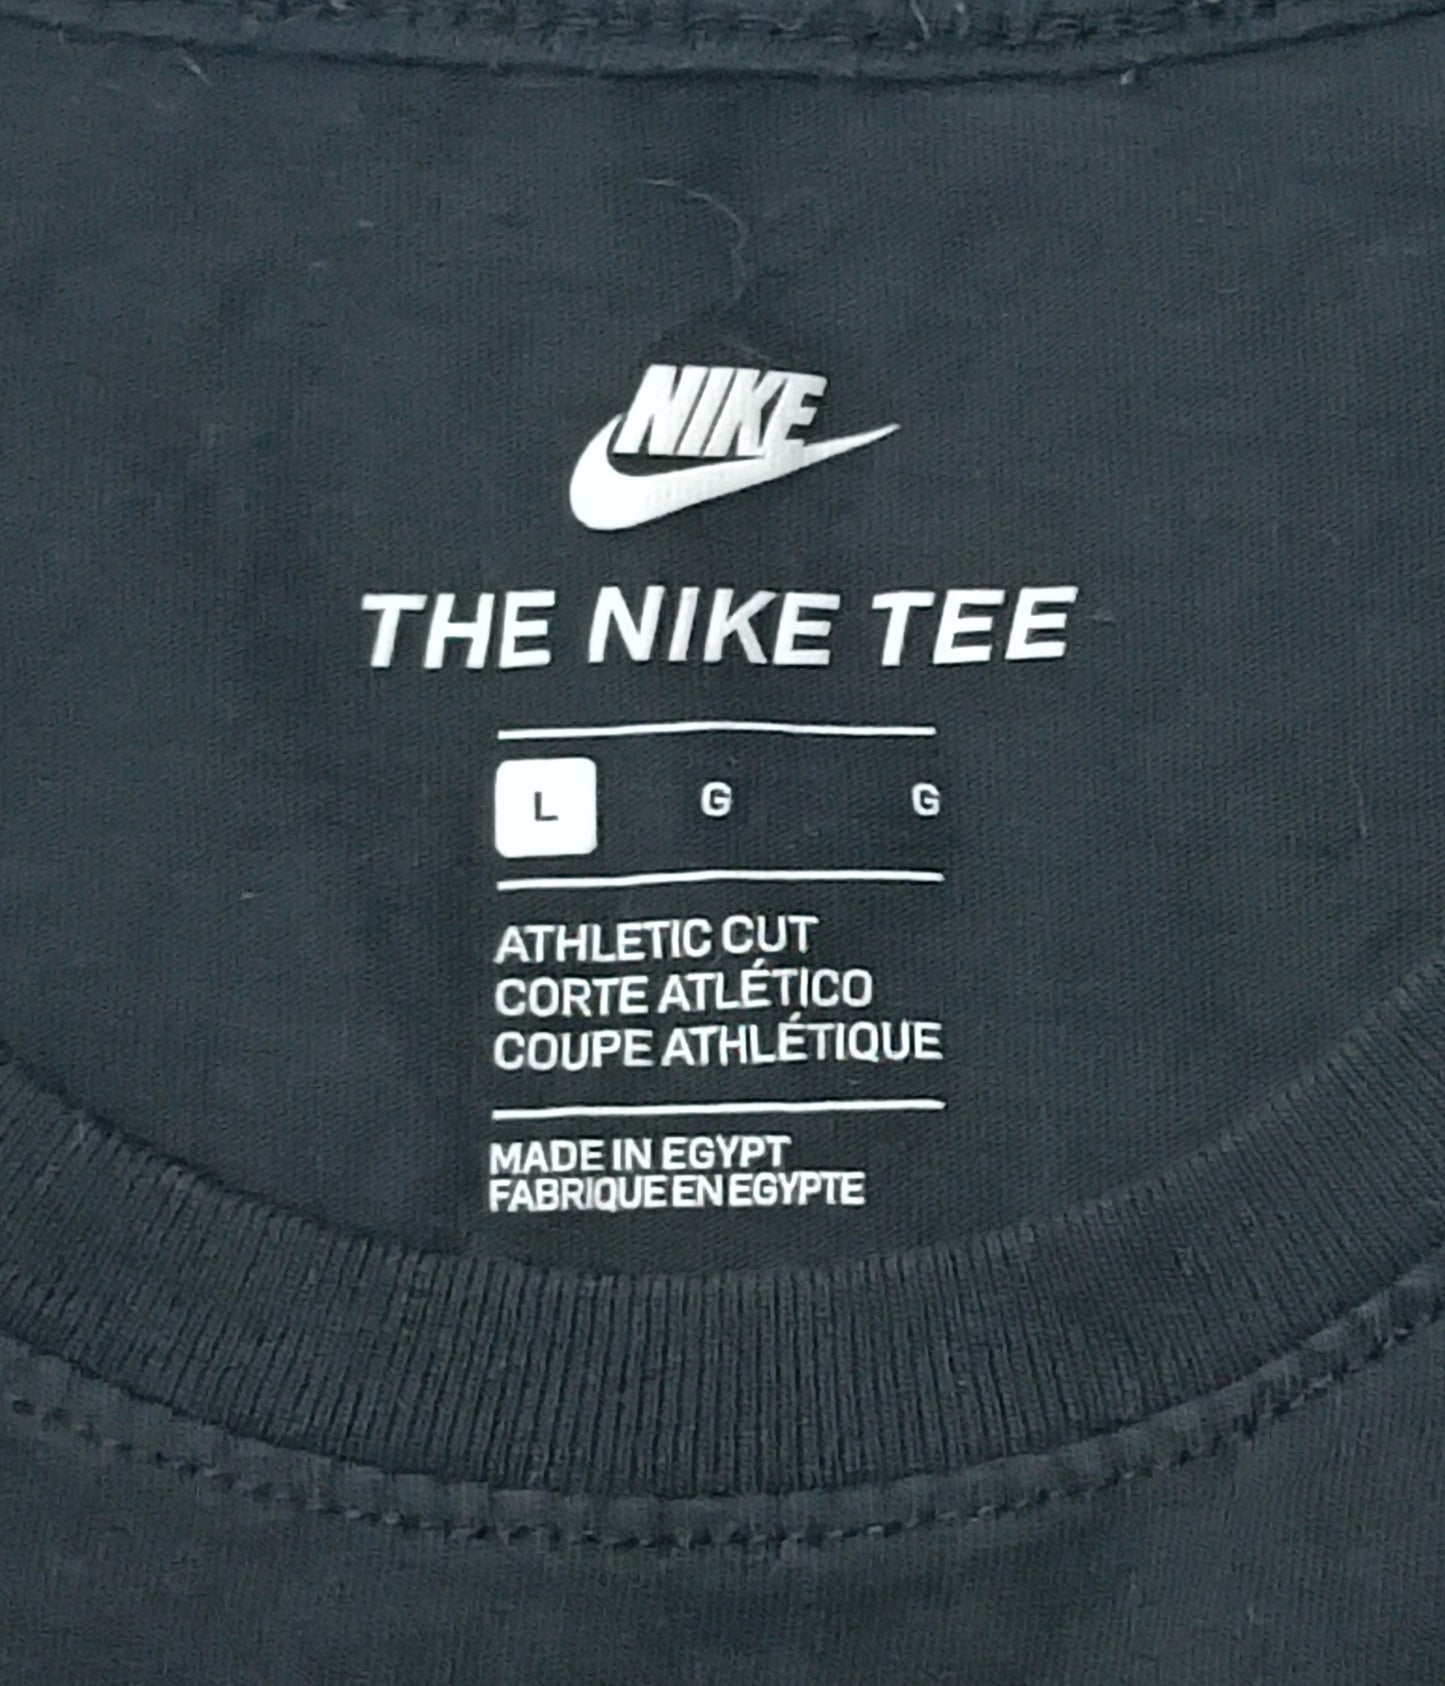 NIKE
THE NIKE TEE
L G G
ATHLETIC CUT
CORTE ATLÉTICO
COUPE ATHLÉTIQUE
MADE IN EGYPT
FABRIQUE EN EGYPTE